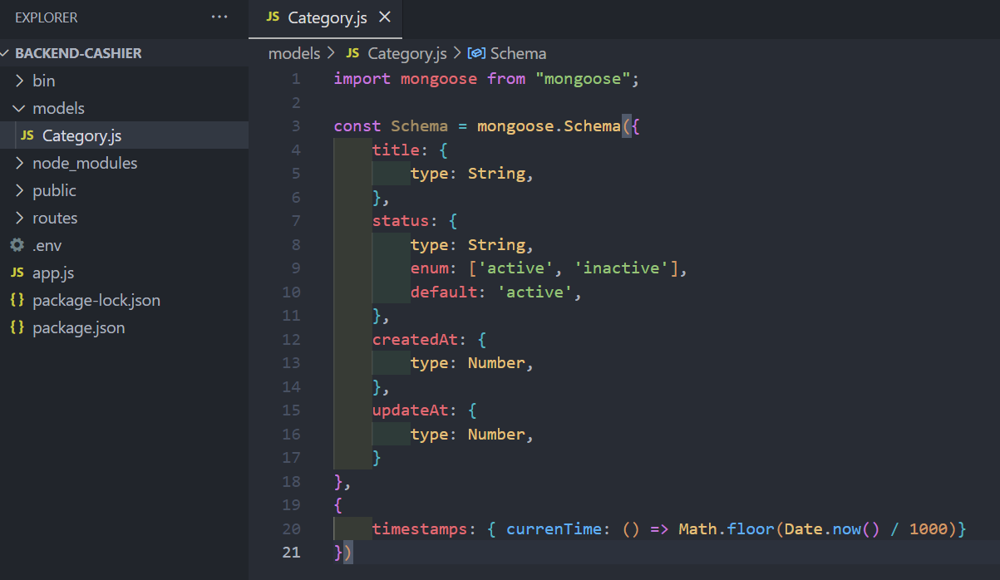 EXPLORER ···
JS Category.js ×
BACKEND-CASHIER
bin
models
JS Category.js
node_modules
public
routes
.env
JS app.js
{} package-lock.json
{} package.json
models > JS Category.js > Schema
1 import mongoose from "mongoose";
2
3 const Schema = mongoose.Schema({
4 title: {
5 type: String,
6 },
7 status: {
8 type: String,
9 enum: ['active', 'inactive'],
10 default: 'active',
11 },
12 createdAt: {
13 type: Number,
14 },
15 updateAt: {
16 type: Number,
17 }
18 },
19 {
20 timestamps: { currenTime: () => Math.floor(Date.now() / 1000)}
21 })